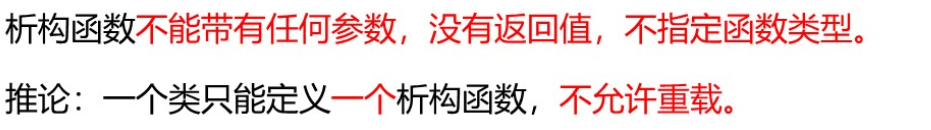 析构函数不能带有任何参数，没有返回值，不指定函数类型。
推论：一个类只能定义一个析构函数，不允许重载。